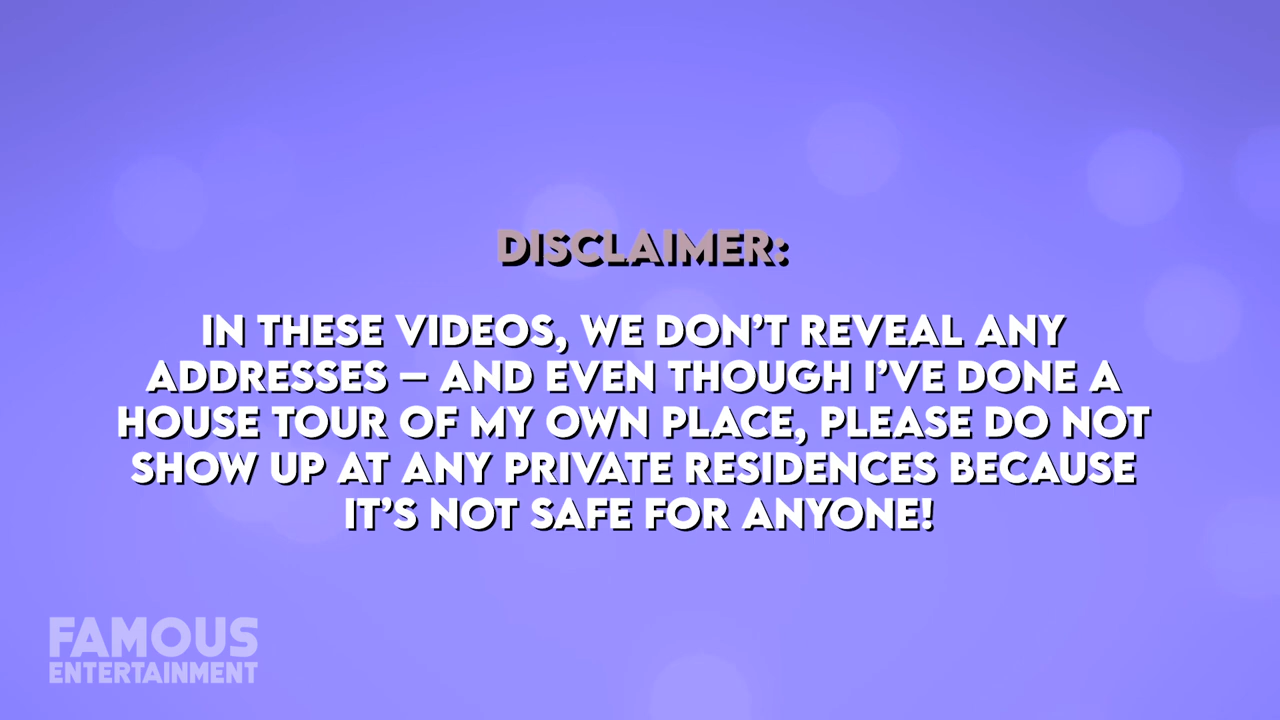 DISCLAIMER:
IN THESE VIDEOS, WE DON'T REVEAL ANY
ADDRESSES – AND EVEN THOUGH I'VE DONE A
HOUSE TOUR OF MY OWN PLACE, PLEASE DO NOT
SHOW UP AT ANY PRIVATE RESIDENCES BECAUSE
IT'S NOT SAFE FOR ANYONE!
FAMOUS
ENTERTAINMENT